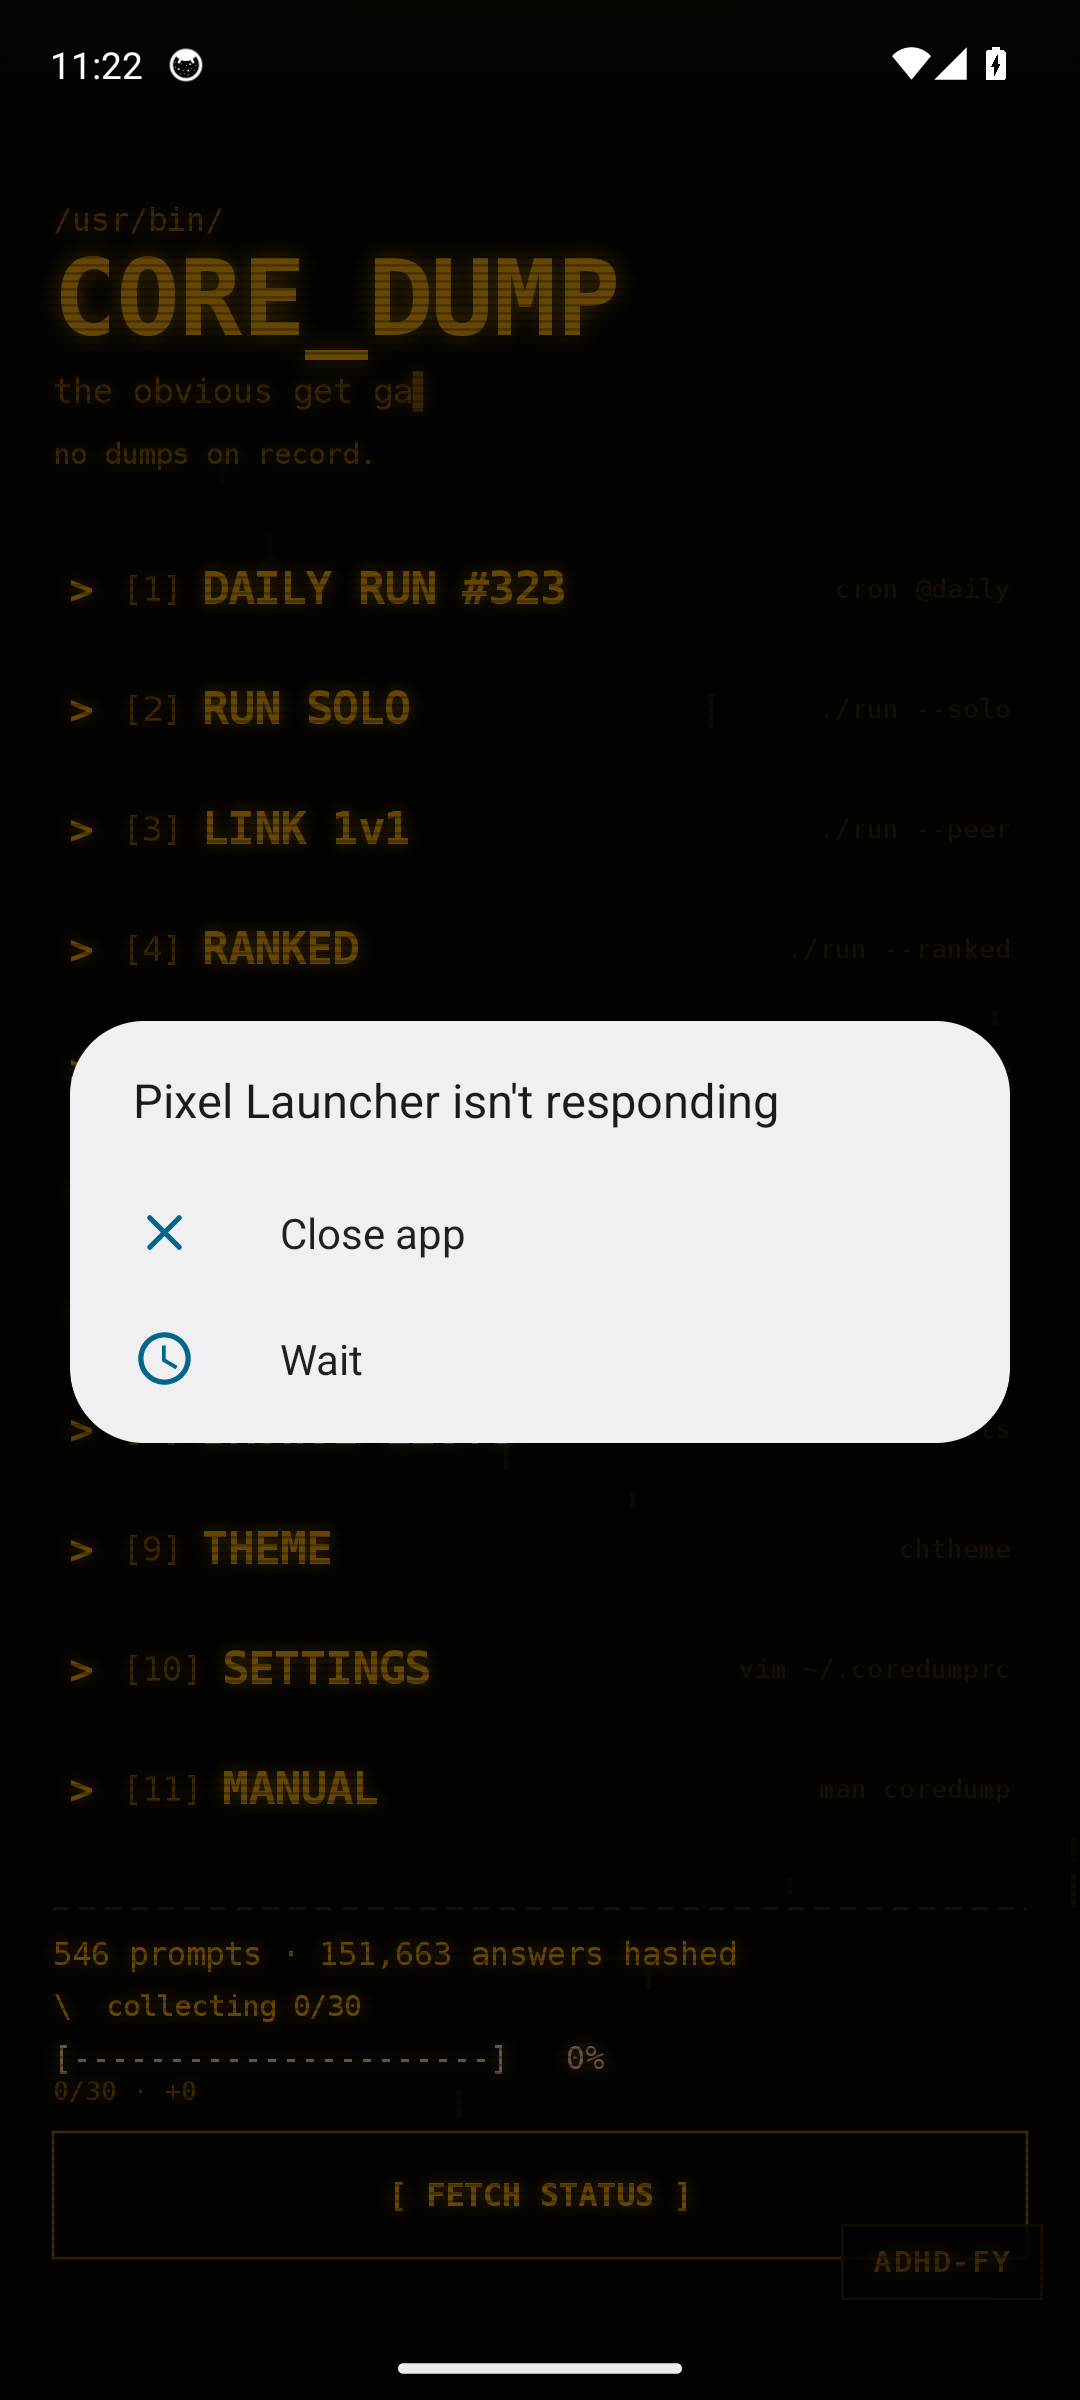 11:22
/usr/bin/
CORE_DUMP
the obvious get ga
no dumps on record.
> [1] DAILY RUN #323 cron @daily
> [2] RUN SOLO ./run --solo
> [3] LINK 1v1 ./run --peer
> [4] RANKED ./run --ranked
Pixel Launcher isn't responding
Close app
Wait
>
> [9] THEME chtheme
> [10] SETTINGS vim ~/.coredumprc
> [11] MANUAL man coredump
546 prompts · 151,663 answers hashed
\ collecting 0/30
[----------------------] 0%
0/30 · +0
[ FETCH STATUS ]
ADHD-FY